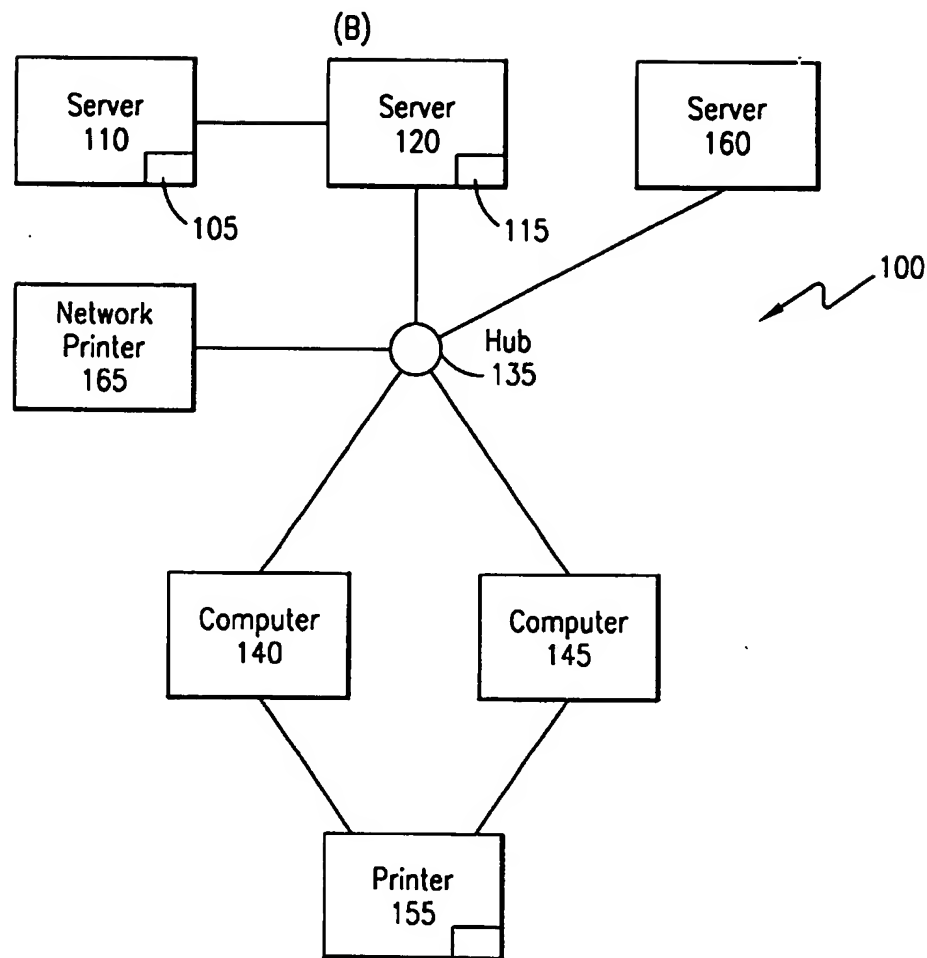 (B)
Server
110
Server
120
Server
160
105
115
100
Network
Printer
165
Hub
135
Computer
140
Computer
145
Printer
155